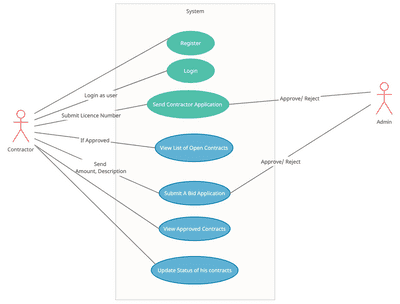 System
Register
Login
Login as user
Send Contractor Application
Approve/ Reject
Submit Licence Number
Contractor
Admin
If Approved
View List of Open Contracts
Approve/ Reject
Send
Amount, Description
Submit A Bid Application
View Approved Contracts
Update Status of his contracts